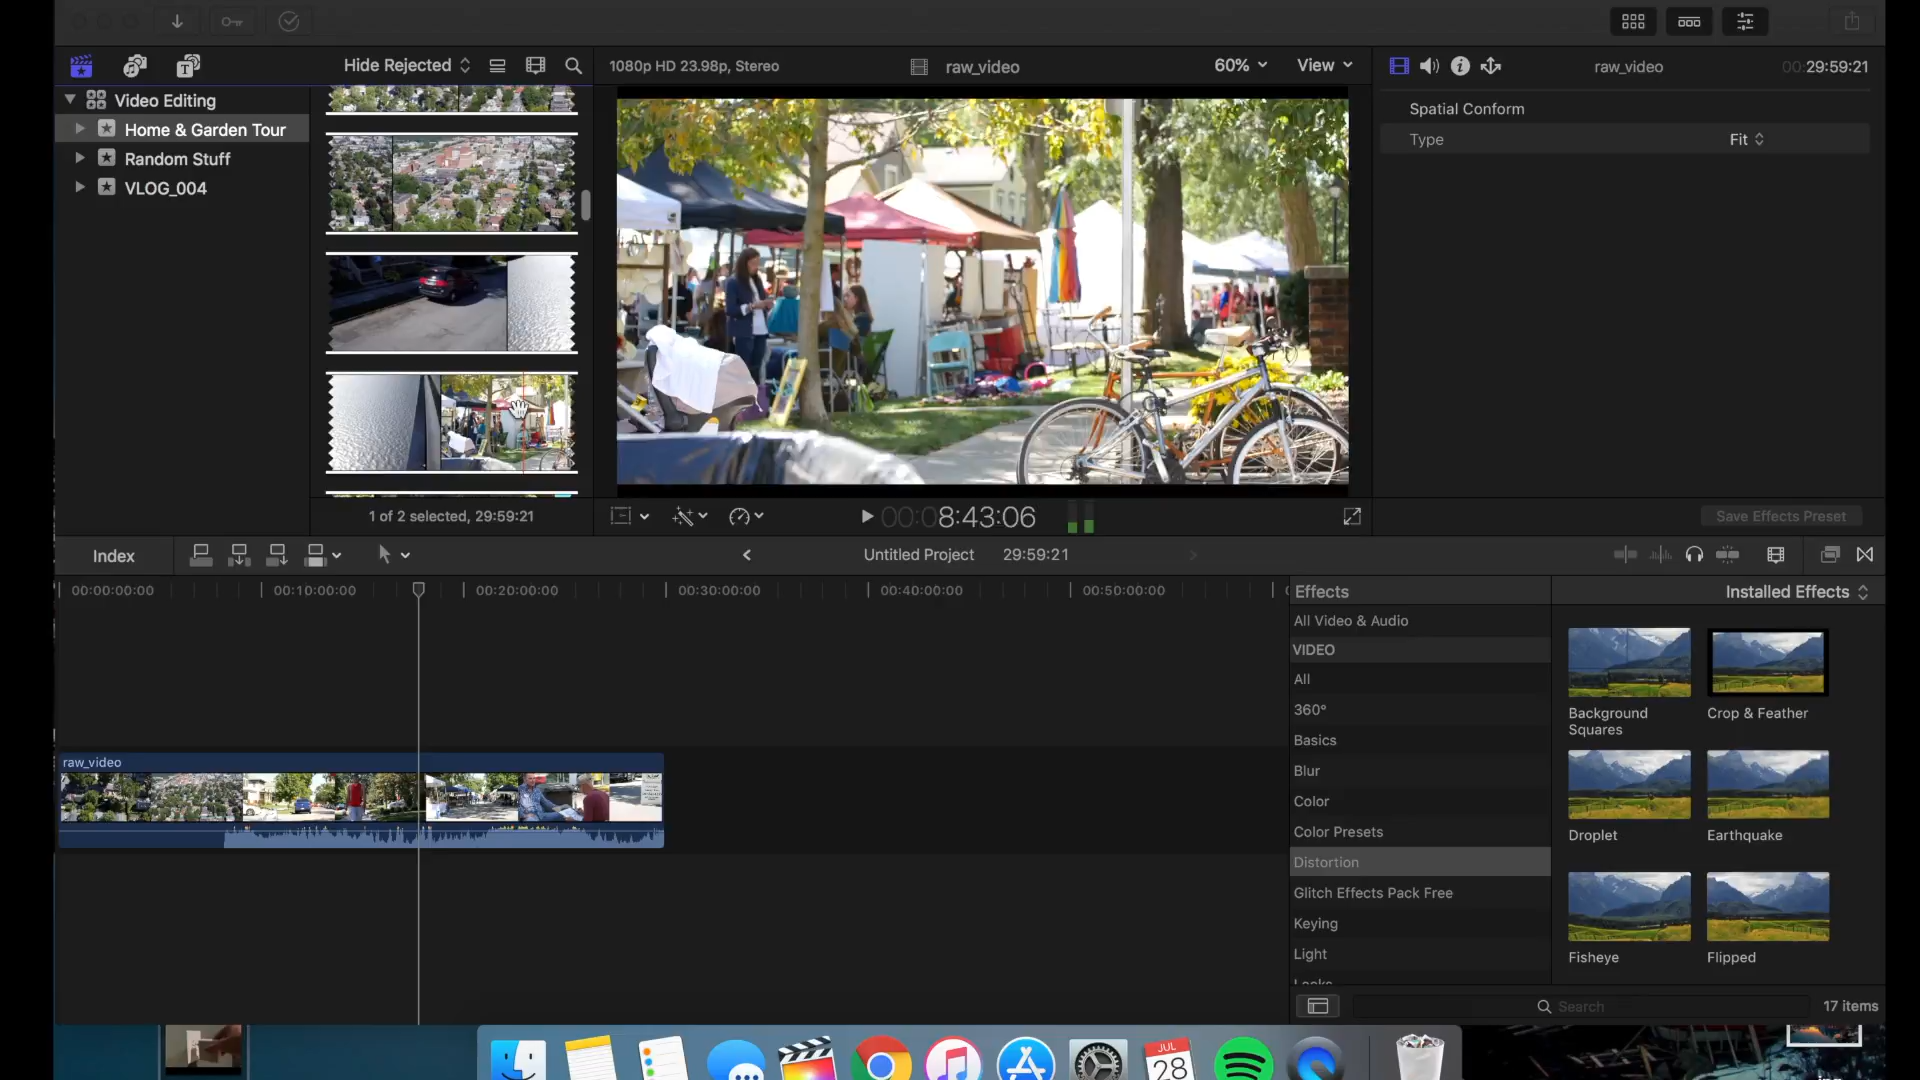 Hide Rejected
1080p HD 23.98p, Stereo
raw_video
60%
View
raw_video
00:29:59:21
Video Editing
Home & Garden Tour
Random Stuff
VLOG_004
Spatial Conform
Type
Fit
1 of 2 selected, 29:59:21
00:08:43:06
Save Effects Preset
Index
Untitled Project
29:59:21
00:00:00:00
00:10:00:00
00:20:00:00
00:30:00:00
00:40:00:00
00:50:00:00
Effects
Installed Effects
All Video & Audio
VIDEO
All
360°
Basics
Blur
Color
Color Presets
Distortion
Glitch Effects Pack Free
Keying
Light
Looks
Background
Squares
Crop & Feather
Droplet
Earthquake
Fisheye
Flipped
raw_video
Search
17 items
JUL
28